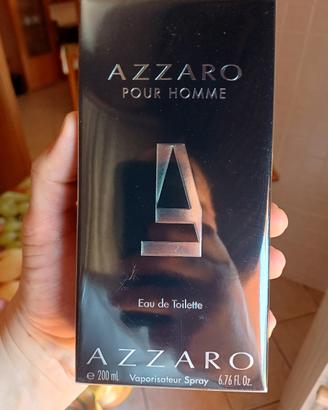 AZZARO
POUR HOMME
Eau de Toilette
AZZARO
e 200 mL Vaporisateur Spray 6.76 Fl. Oz.